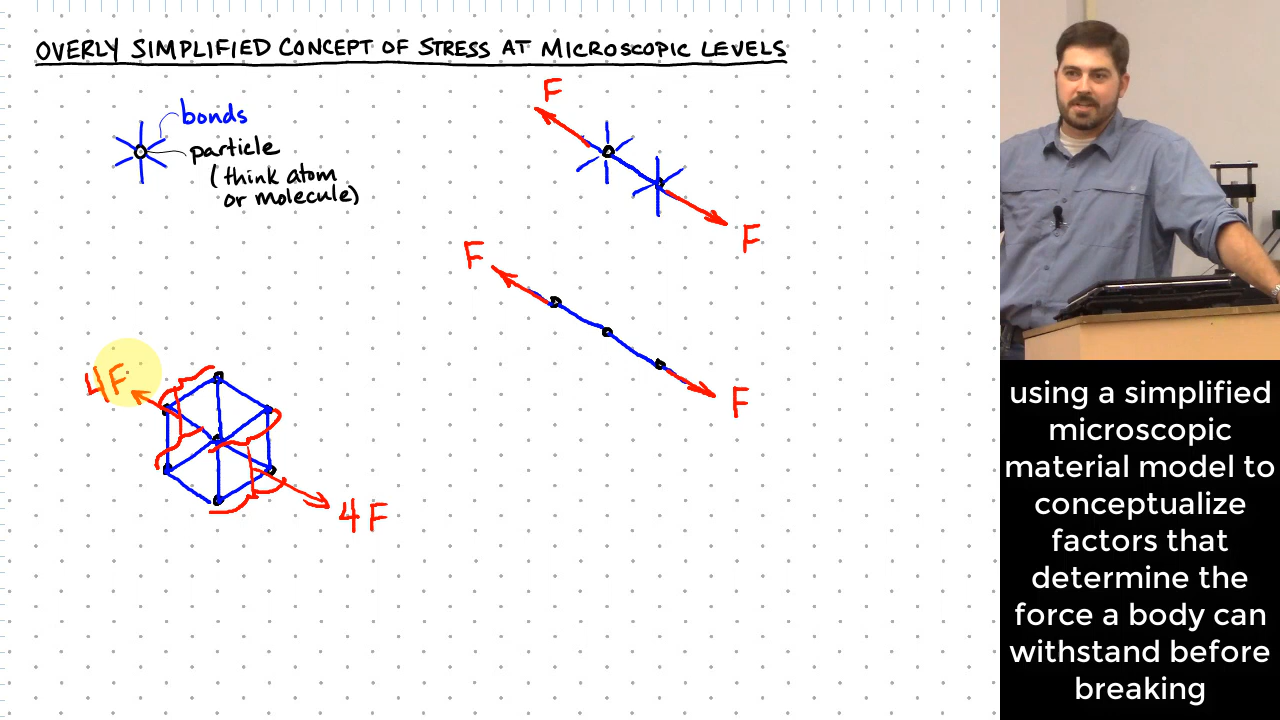 OVERLY SIMPLIFIED CONCEPT OF STRESS AT MICROSCOPIC LEVELS
bonds
particle
(think atom
or molecule)
F
F
F
F
4F
4F
using a simplified
microscopic
material model to
conceptualize
factors that
determine the
force a body can
withstand before
breaking